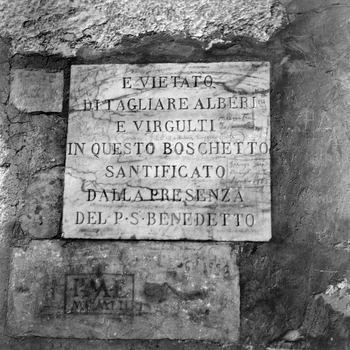 E VIETATO
DI TAGLIARE ALBERI
E VIRGULTI
IN QUESTO BOSCHETTO
SANTIFICATO
DALLA PRESENZA
DEL P·S·BENEDETTO